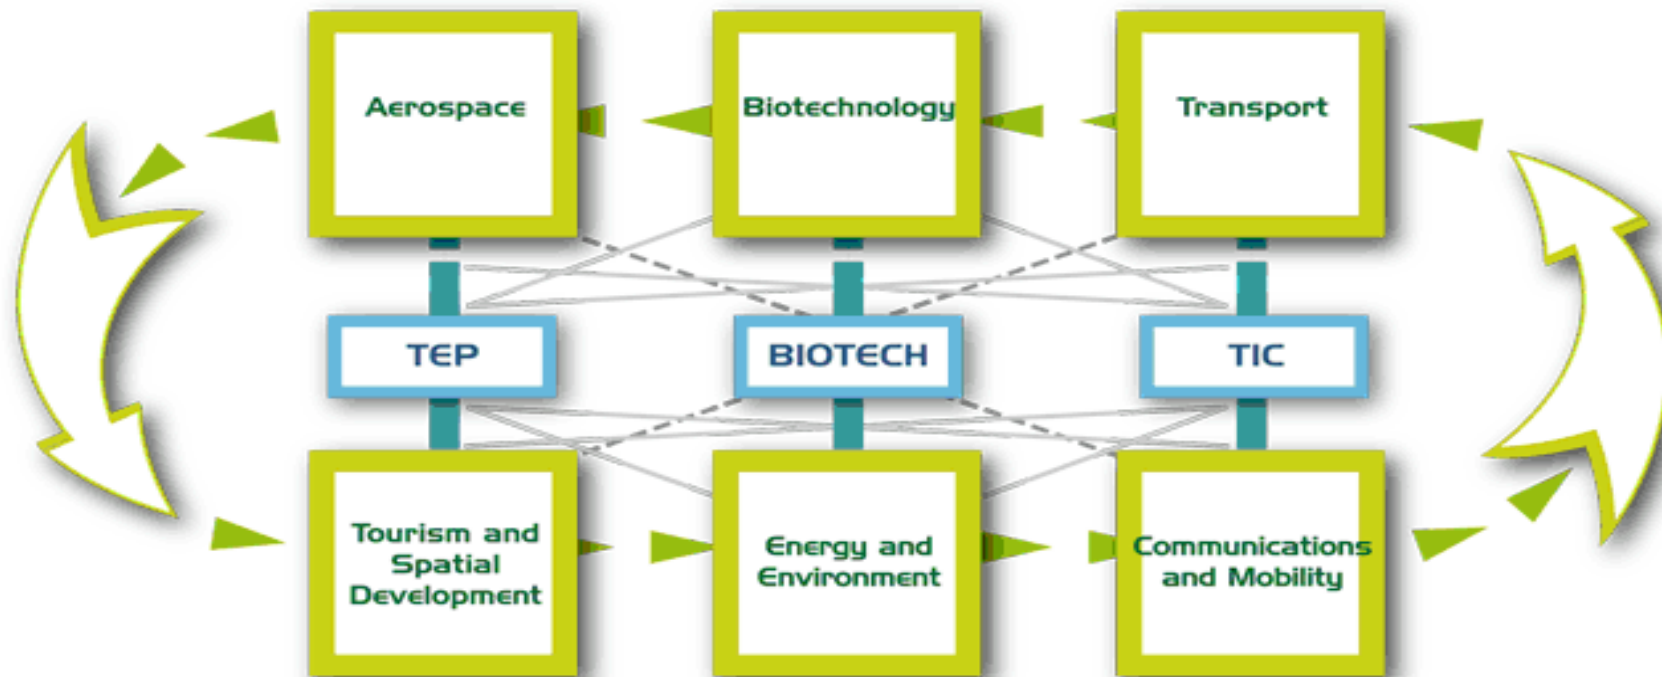 Aerospace
Biotechnology
Transport
TEP
BIOTECH
TIC
Tourism and
Spatial
Development
Energy and
Environment
Communications
and Mobility